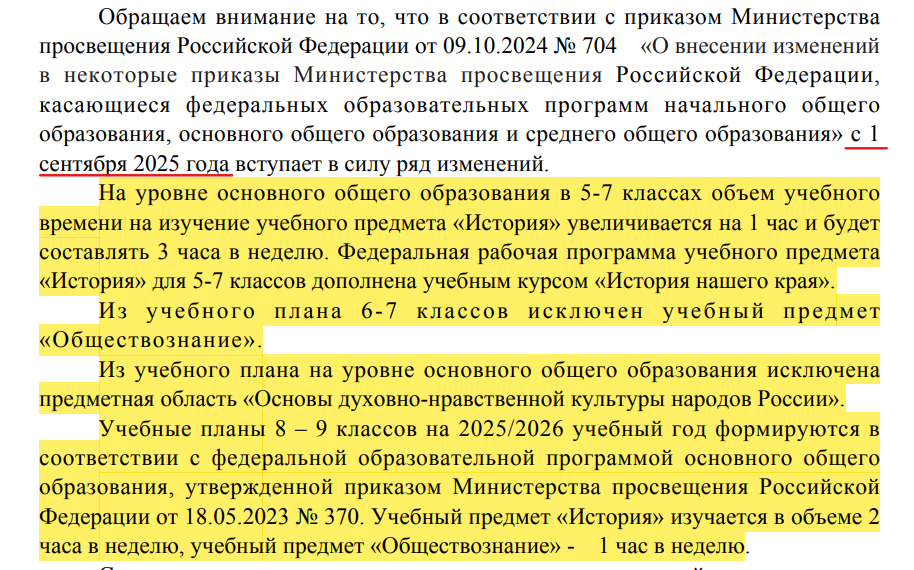 Обращаем внимание на то, что в соответствии с приказом Министерства
просвещения Российской Федерации от 09.10.2024 № 704 «О внесении изменений
в некоторые приказы Министерства просвещения Российской Федерации,
касающиеся федеральных образовательных программ начального общего
образования, основного общего образования и среднего общего образования» с 1
сентября 2025 года вступает в силу ряд изменений.
На уровне основного общего образования в 5-7 классах объем учебного
времени на изучение учебного предмета «История» увеличивается на 1 час и будет
составлять 3 часа в неделю. Федеральная рабочая программа учебного предмета
«История» для 5-7 классов дополнена учебным курсом «История нашего края».
Из учебного плана 6-7 классов исключен учебный предмет
«Обществознание».
Из учебного плана на уровне основного общего образования исключена
предметная область «Основы духовно-нравственной культуры народов России».
Учебные планы 8 – 9 классов на 2025/2026 учебный год формируются в
соответствии с федеральной образовательной программой основного общего
образования, утвержденной приказом Министерства просвещения Российской
Федерации от 18.05.2023 № 370. Учебный предмет «История» изучается в объеме 2
часа в неделю, учебный предмет «Обществознание» - 1 час в неделю.